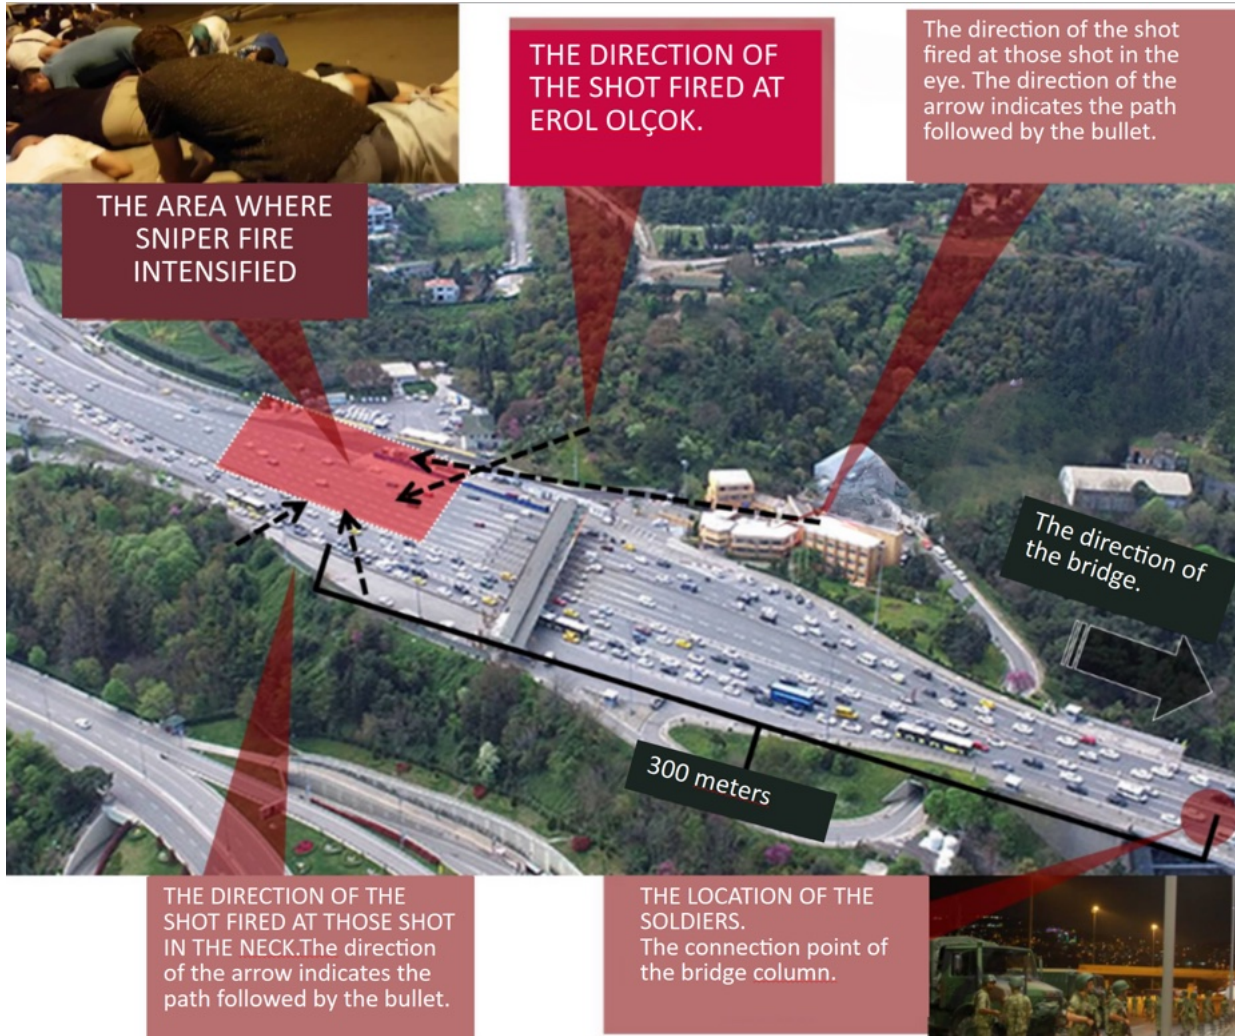 THE DIRECTION OF
THE SHOT FIRED AT
EROL OLÇOK.
The direction of the shot
fired at those shot in the
eye. The direction of the
arrow indicates the path
followed by the bullet.
THE AREA WHERE
SNIPER FIRE
INTENSIFIED
The direction of
the bridge.
300 meters
THE DIRECTION OF THE
SHOT FIRED AT THOSE SHOT
IN THE NECK.The direction
of the arrow indicates the
path followed by the bullet.
THE LOCATION OF THE
SOLDIERS.
The connection point of
the bridge column.